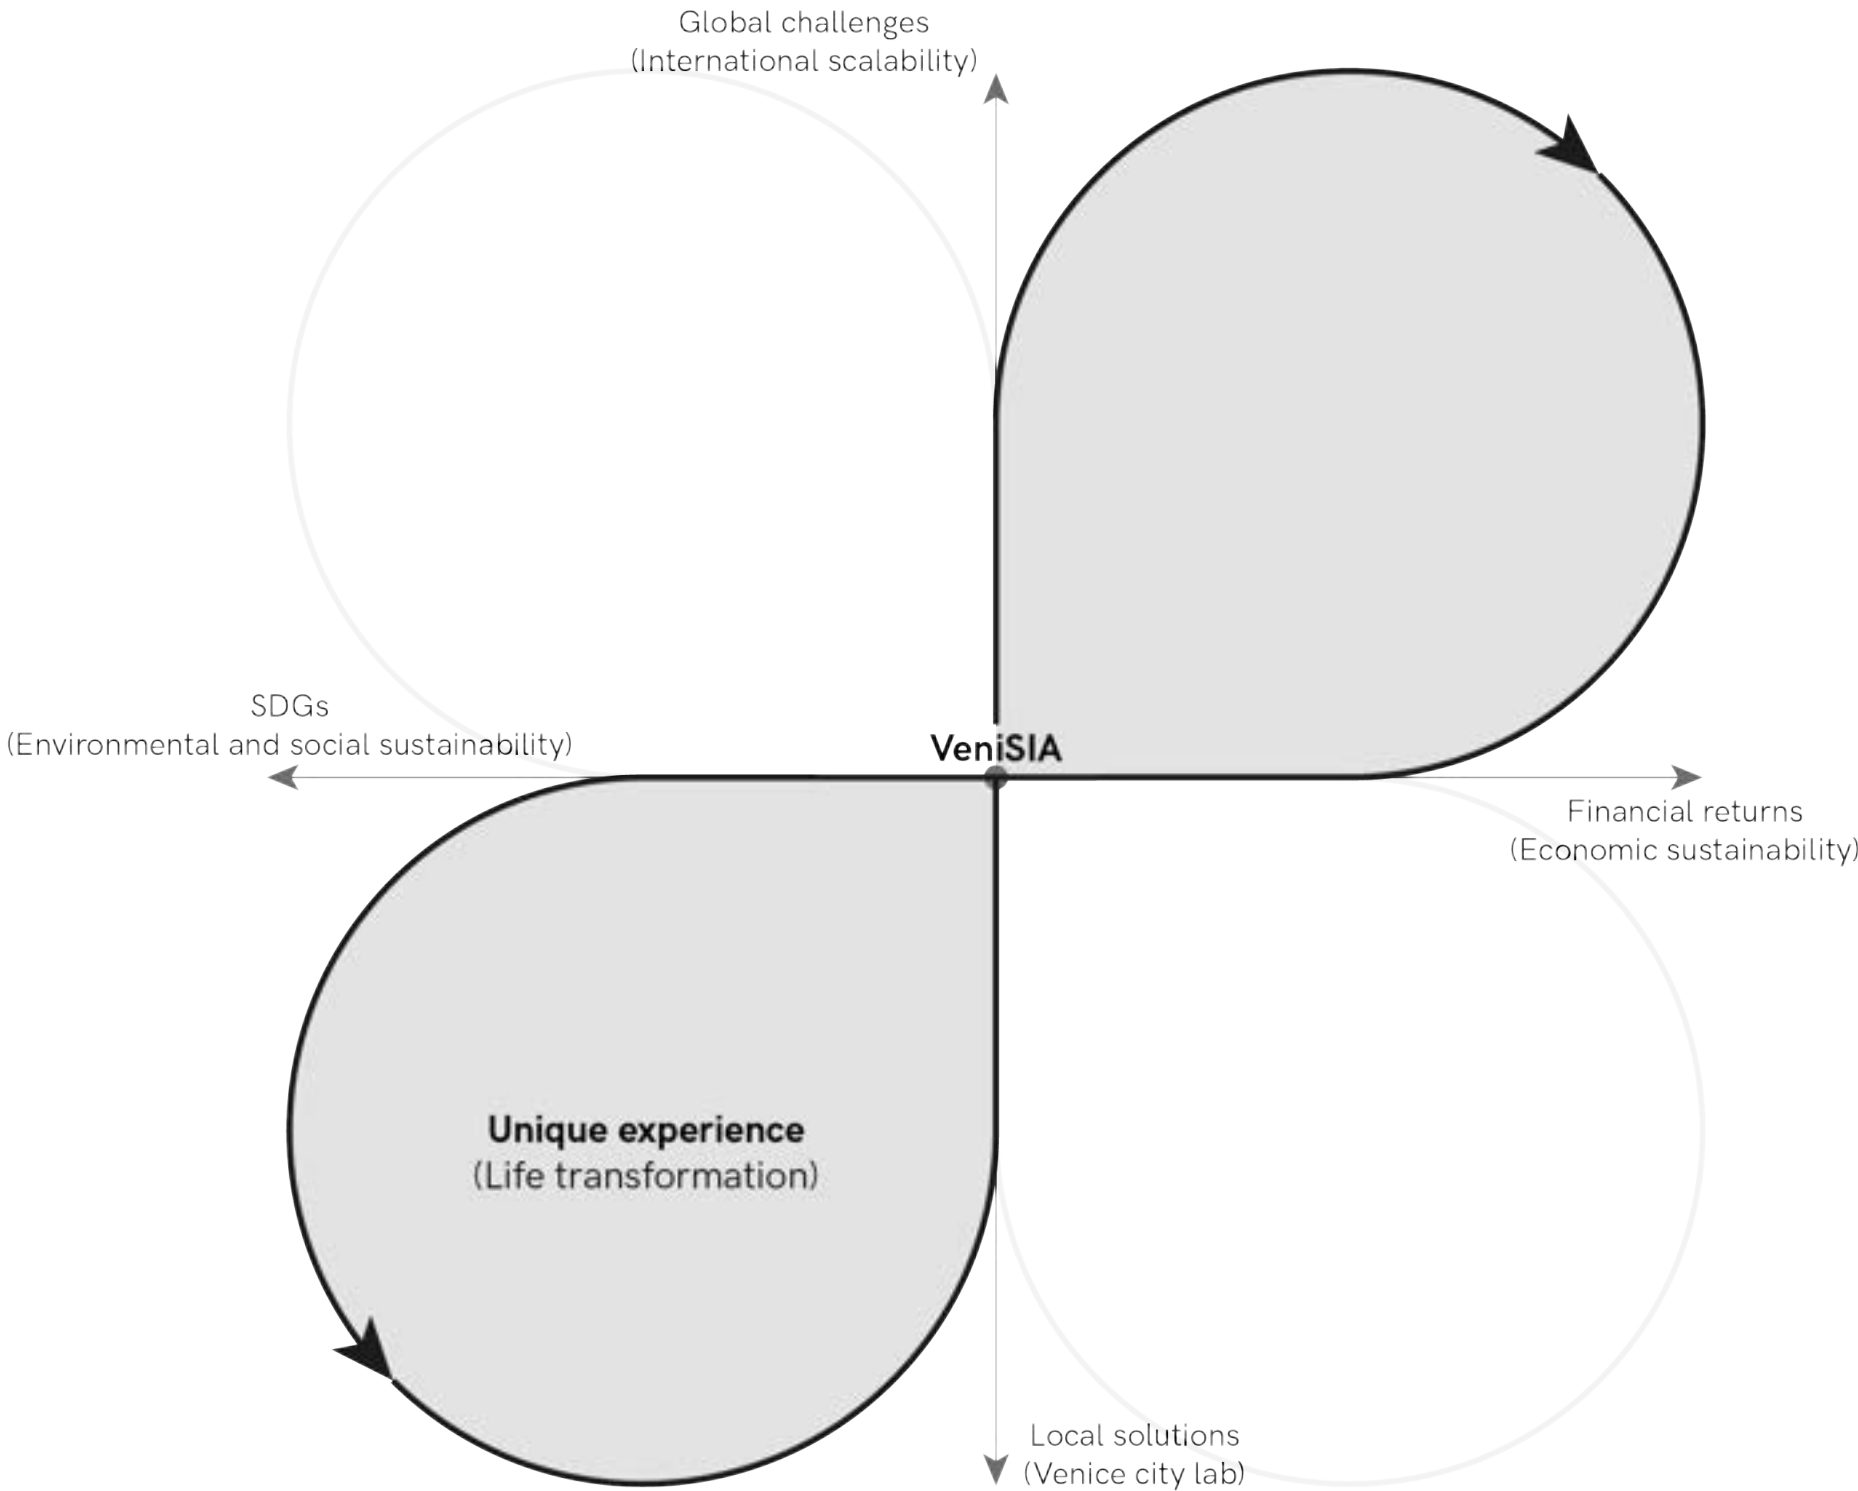 Global challenges
(International scalability)
SDGs
(Environmental and social sustainability)
VeniSIA
Financial returns
(Economic sustainability)
Unique experience
(Life transformation)
Local solutions
(Venice city lab)